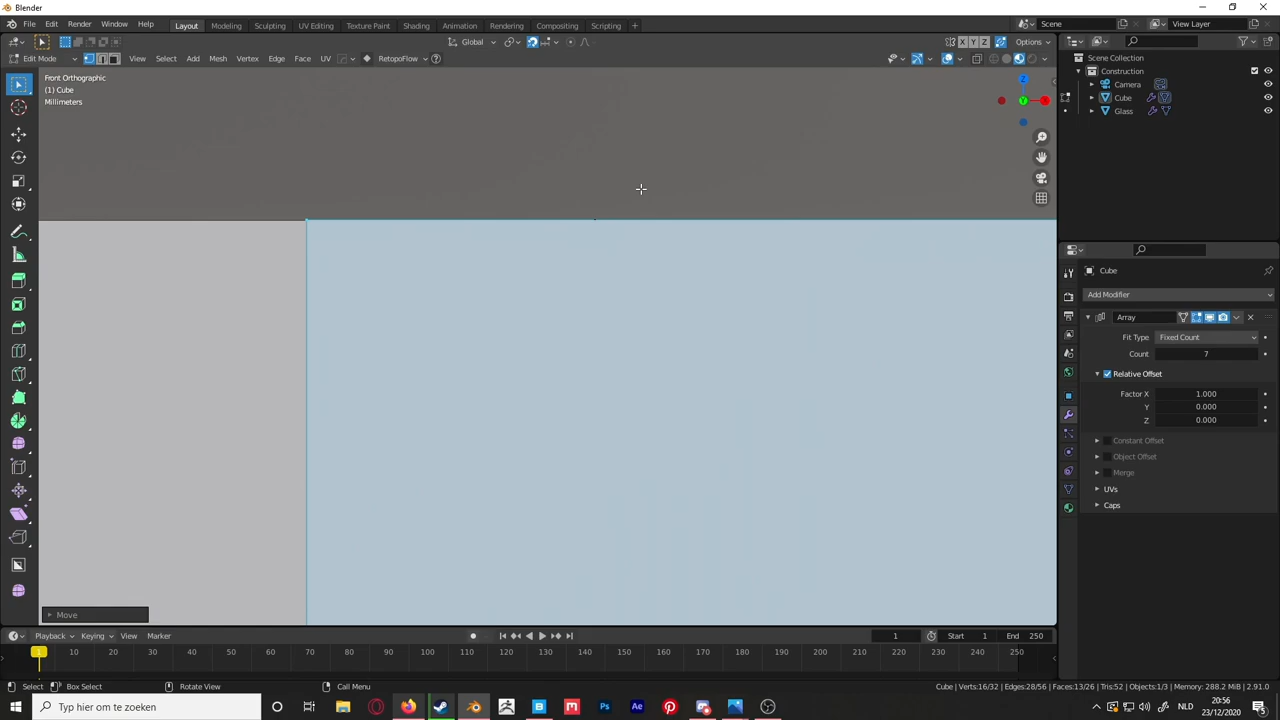 Blender
File Edit Render Window Help Layout Modeling Sculpting UV Editing Texture Paint Shading Animation Rendering Compositing Scripting + Scene View Layer
Global X Y Z Options
Edit Mode View Select Add Mesh Vertex Edge Face UV RetopoFlow
Front Orthographic
(1) Cube
Millimeters
Z
Y
X
Scene Collection
Construction
Camera
Cube
Glass
Cube
Add Modifier
Array
Fit Type Fixed Count
Count 7
Relative Offset
Factor X 1.000
Y 0.000
Z 0.000
Constant Offset
Object Offset
Merge
UVs
Caps
Move
Playback Keying View Marker 1 Start 1 End 250
1 10 20 30 40 50 60 70 80 90 100 110 120 130 140 150 160 170 180 190 200 210 220 230 240 250
Select Box Select Rotate View Call Menu Cube | Verts:16/32 | Edges:28/56 | Faces:13/26 | Tris:52 | Objects:1/3 | Memory: 288.2 MiB | 2.91.0
Typ hier om te zoeken Ps Ae NLD 20:56
23/12/2020